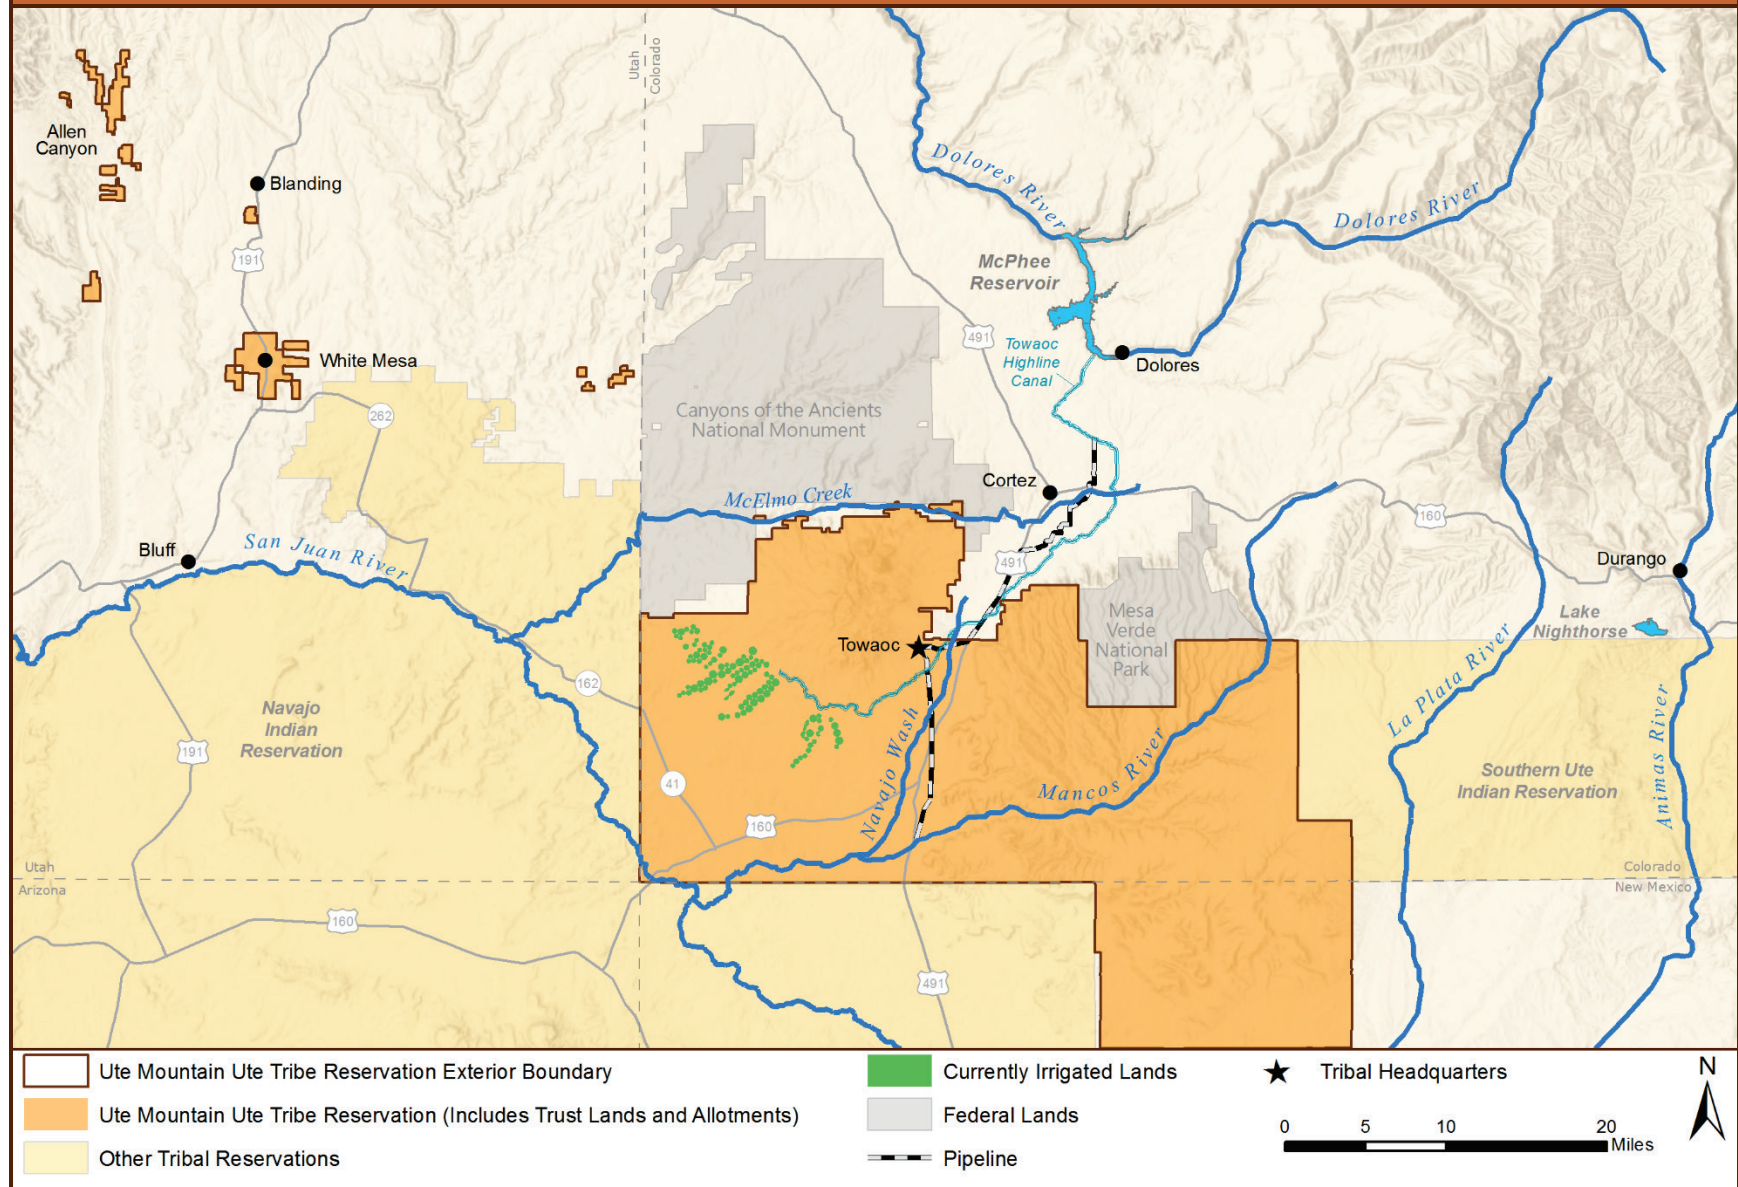 Utah
Colorado
Allen
Canyon
Blanding
191
Dolores River
Dolores River
McPhee
Reservoir
491
Towaoc
Highline
Canal
Dolores
White Mesa
262
Canyons of the Ancients
National Monument
Cortez
McElmo Creek
160
Bluff
San Juan River
491
Durango
Mesa
Verde
National
Park
Lake
Nighthorse
Towaoc
162
Navajo
Indian
Reservation
191
La Plata River
Navajo Wash
Mancos River
41
Southern Ute
Indian Reservation
Animas River
160
Utah
Arizona
Colorado
New Mexico
160
491
Ute Mountain Ute Tribe Reservation Exterior Boundary
Ute Mountain Ute Tribe Reservation (Includes Trust Lands and Allotments)
Other Tribal Reservations
Currently Irrigated Lands
Federal Lands
Pipeline
Tribal Headquarters
0 5 10 20
Miles
N